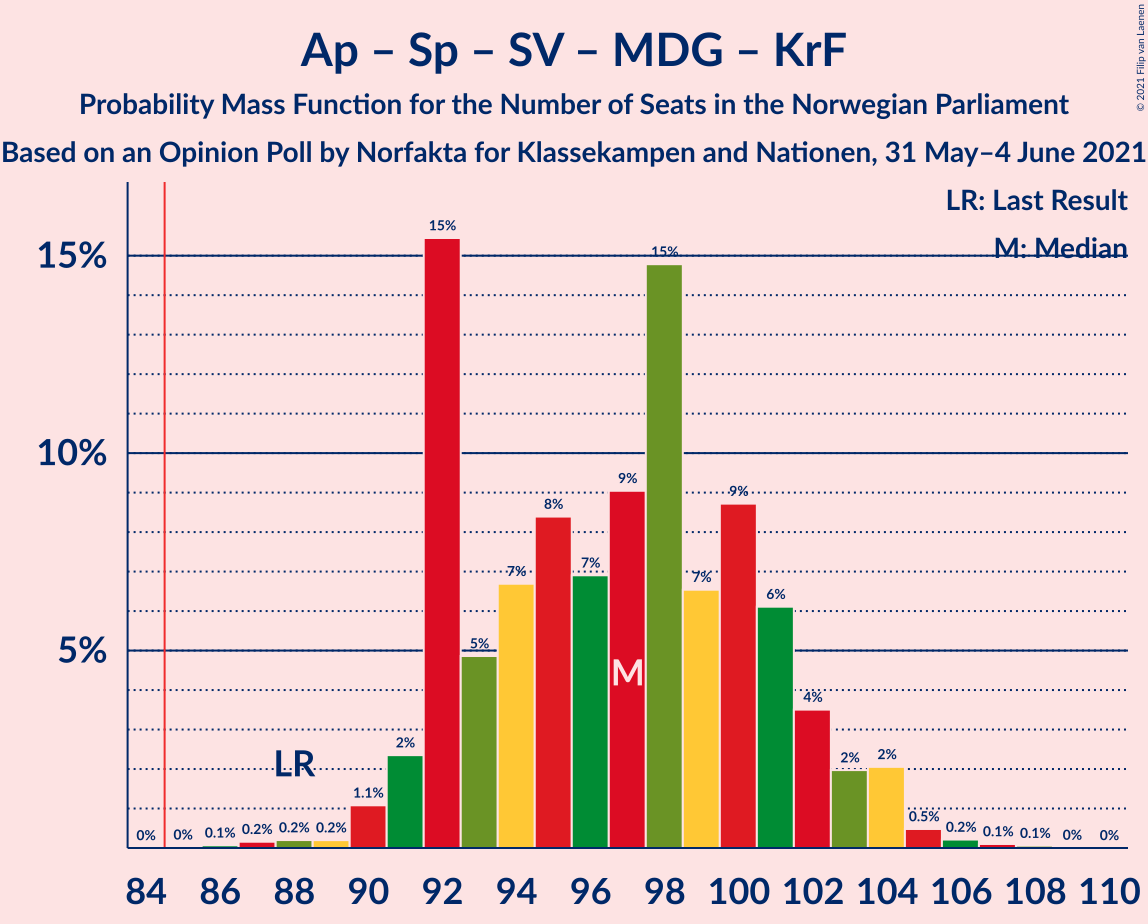 Ap – Sp – SV – MDG – KrF
Probability Mass Function for the Number of Seats in the Norwegian Parliament
Based on an Opinion Poll by Norfakta for Klassekampen and Nationen, 31 May–4 June 2021
© 2021 Filip van Laenen
LR: Last Result
M: Median
15%
10%
5%
0% 0% 0.1% 0.2% 0.2% 0.2% 1.1% 2% 15% 5% 7% 8% 7% 9% 15% 7% 9% 6% 4% 2% 2% 0.5% 0.2% 0.1% 0.1% 0% 0%
LR
M
84 86 88 90 92 94 96 98 100 102 104 106 108 110